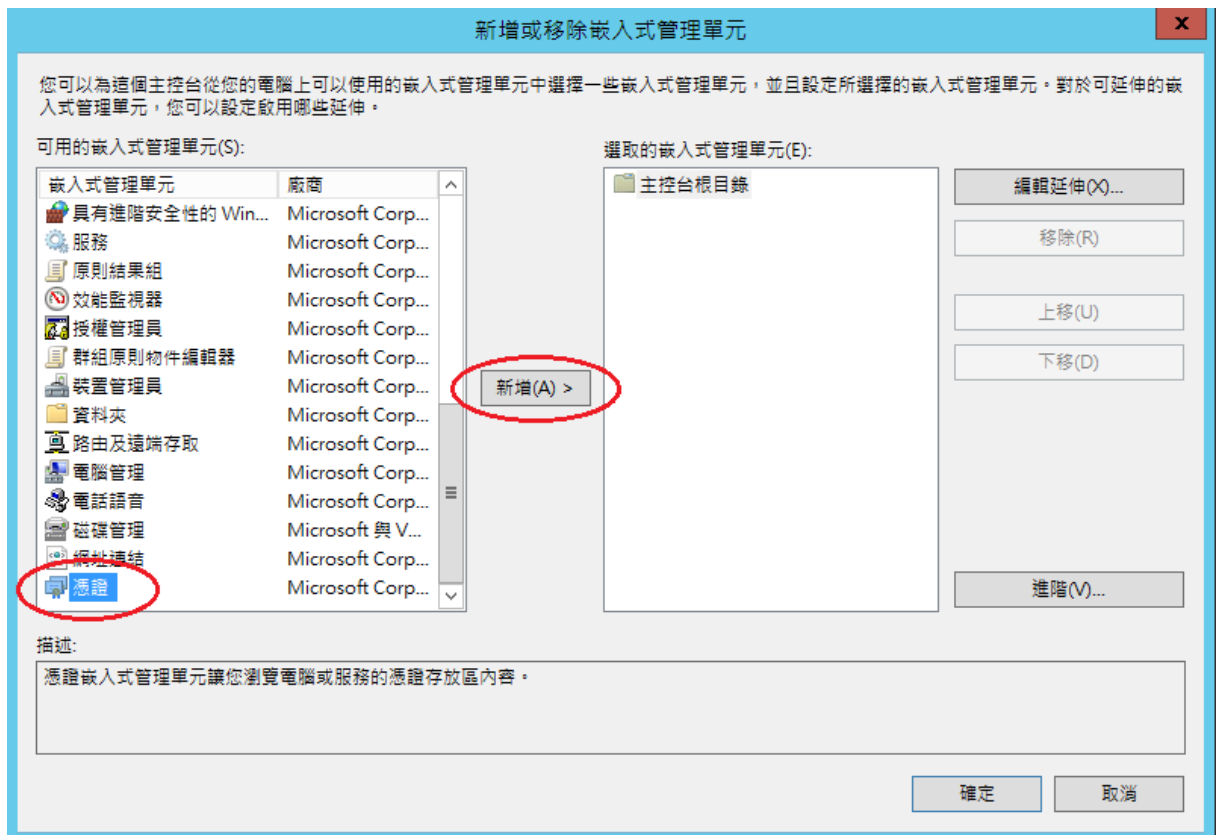 新增或移除嵌入式管理單元
x
您可以為這個主控台從您的電腦上可以使用的嵌入式管理單元中選擇一些嵌入式管理單元，並且設定所選擇的嵌入式管理單元。對於可延伸的嵌
入式管理單元，您可以設定啟用哪些延伸。
可用的嵌入式管理單元(S):
嵌入式管理單元 廠商
具有進階安全性的 Win... Microsoft Corp...
服務 Microsoft Corp...
原則結果組 Microsoft Corp...
效能監視器 Microsoft Corp...
授權管理員 Microsoft Corp...
群組原則物件編輯器 Microsoft Corp...
裝置管理員 Microsoft Corp...
資料夾 Microsoft Corp...
路由及遠端存取 Microsoft Corp...
電腦管理 Microsoft Corp...
電話語音 Microsoft Corp...
磁碟管理 Microsoft 與 V...
網址連結 Microsoft Corp...
憑證 Microsoft Corp...
新增(A) >
選取的嵌入式管理單元(E):
主控台根目錄
編輯延伸(X)...
移除(R)
上移(U)
下移(D)
進階(V)...
描述:
憑證嵌入式管理單元讓您瀏覽電腦或服務的憑證存放區內容。
確定
取消